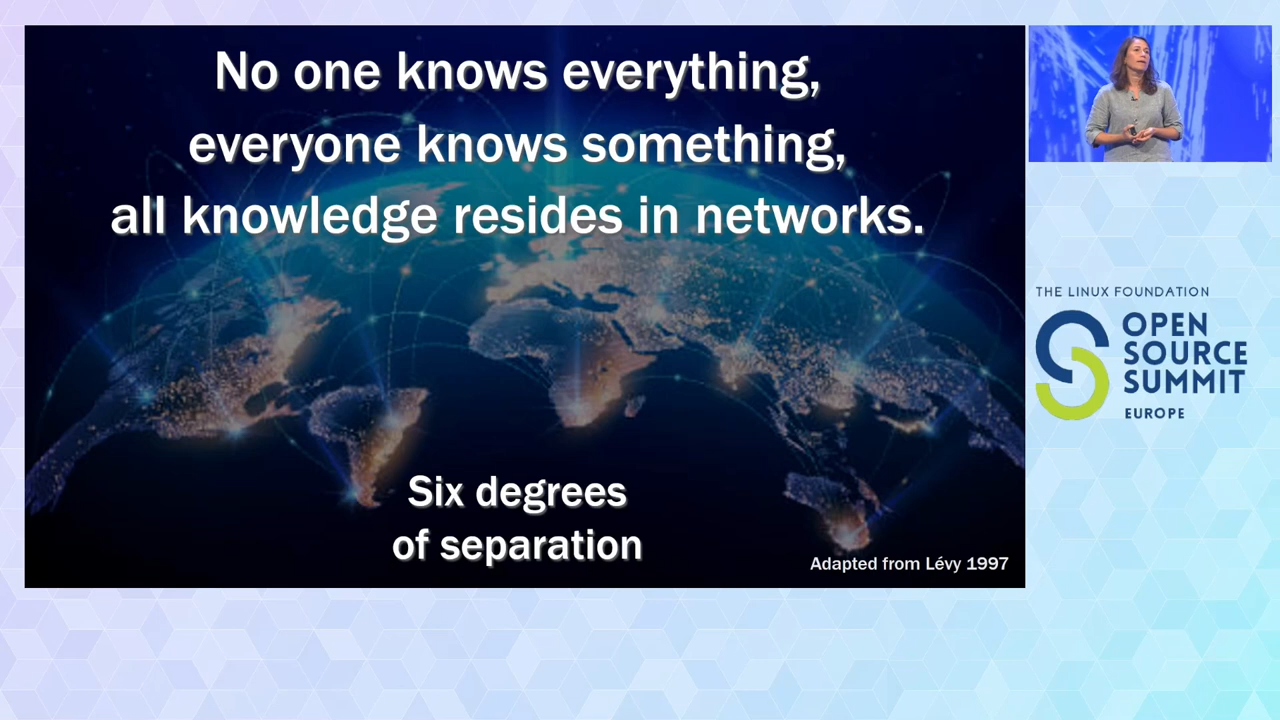 No one knows everything,
everyone knows something,
all knowledge resides in networks.
Six degrees
of separation
Adapted from Lévy 1997
THE LINUX FOUNDATION
OPEN
SOURCE
SUMMIT
EUROPE